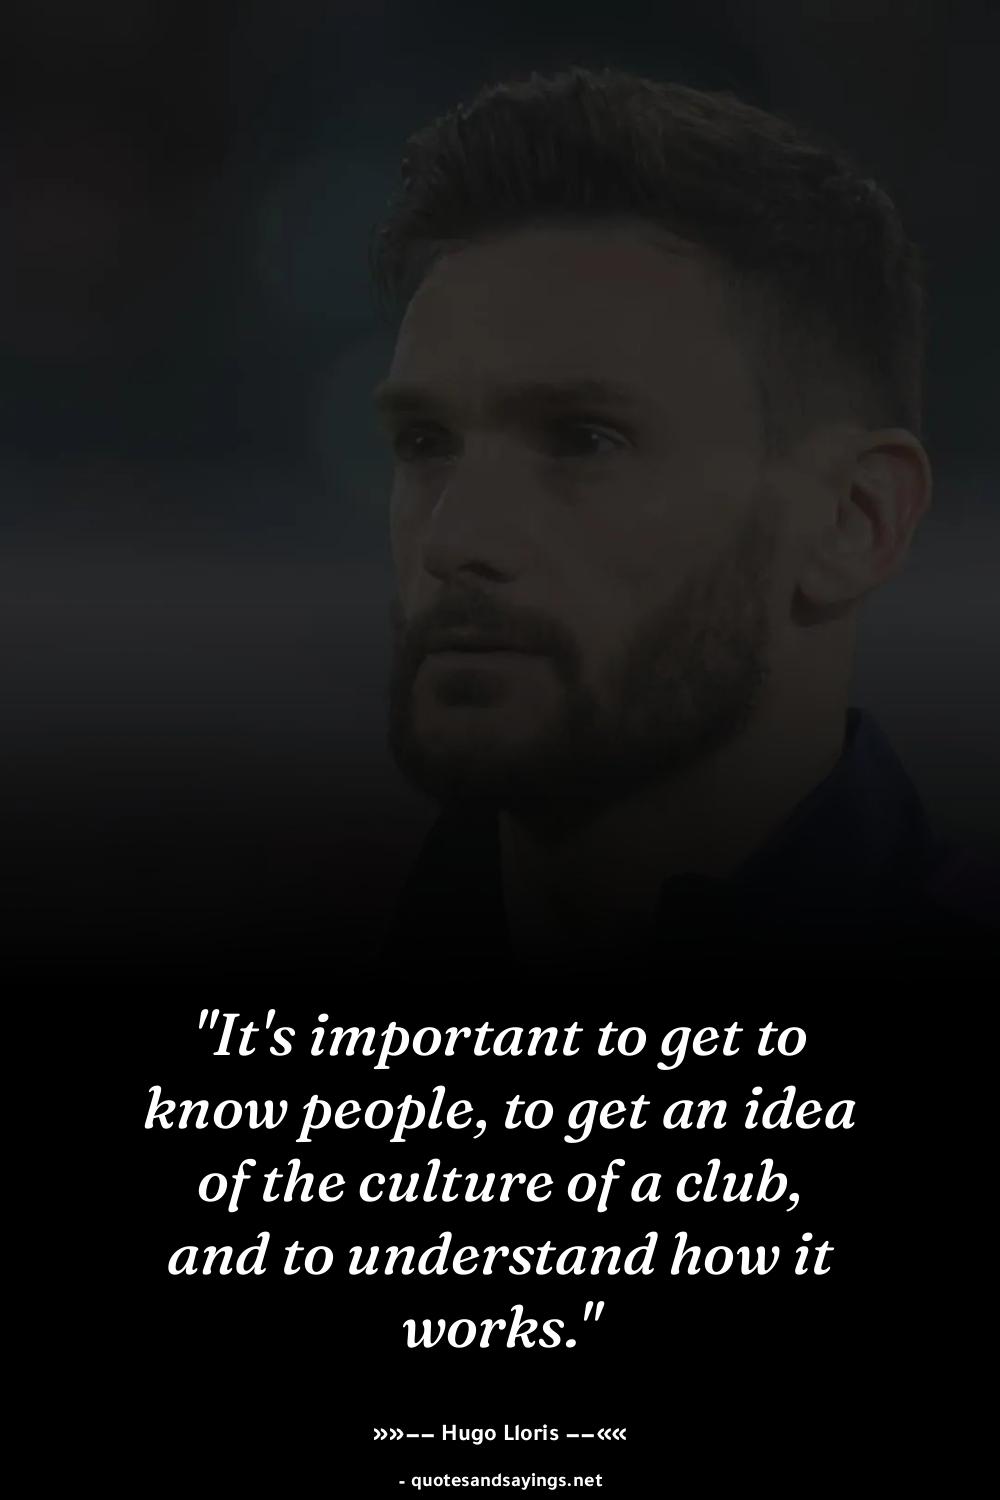 "It's important to get to
know people, to get an idea
of the culture of a club,
and to understand how it
works."
»»–– Hugo Lloris ––««
- quotesandsayings.net